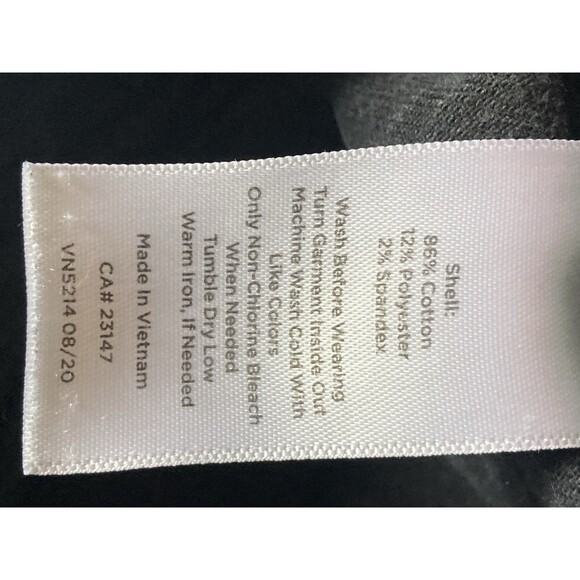 Shell:
86% Cotton
12% Polyester
2% Spandex
Wash Before Wearing
Turn Garment Inside Out
Machine Wash Cold With
Like Colors
Only Non-Chlorine Bleach
When Needed
Tumble Dry Low
Warm Iron, If Needed
Made In Vietnam
CA# 23147
VN5214 08/20